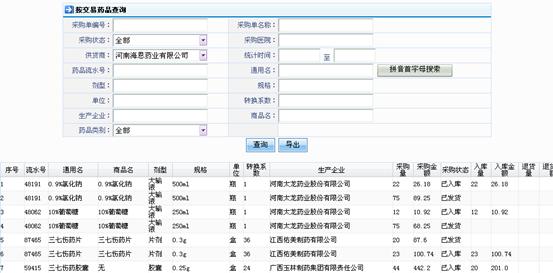 按交易药品查询
采购单编号： 采购单名称：
采购状态： 全部 采购医院：
供货商： 河南海恩药业有限公司 统计时间： 至
药品流水号： 通用名： 拼音首字母搜索
剂型： 规格：
单位： 转换系数：
生产企业： 商品名：
药品类别： 全部
查询 导出
序号 流水号 通用名 商品名 剂型 规格 单位 转换系数 生产企业 采购量 采购金额 采购状态 入库量 入库金额 退货量 退货
1 48191 0.9%氯化钠 0.9%氯化钠 大输液 500ml 瓶 1 河南太龙药业股份有限公司 22 26.18 已入库 22 26.18
2 48191 0.9%氯化钠 0.9%氯化钠 大输液 500ml 瓶 1 河南太龙药业股份有限公司 75 89.25 已发货
3 48062 10%葡萄糖 10%葡萄糖 大输液 250ml 瓶 1 河南太龙药业股份有限公司 12 10.92 已入库 12 10.92
4 48062 10%葡萄糖 10%葡萄糖 大输液 250ml 瓶 1 河南太龙药业股份有限公司 75 68.25 已发货
5 87465 三七伤药片 三七伤药片 片剂 0.3g 盒 36 江西佑美制药有限公司 20 87.6 已发货
6 87465 三七伤药片 三七伤药片 片剂 0.3g 盒 36 江西佑美制药有限公司 23 100.74 已入库 23 100.74
7 59415 三七伤药胶囊 无 胶囊 0.25g 盒 24 广西玉林制药集团有限责任公司 44 442.2 已入库 20 201.0